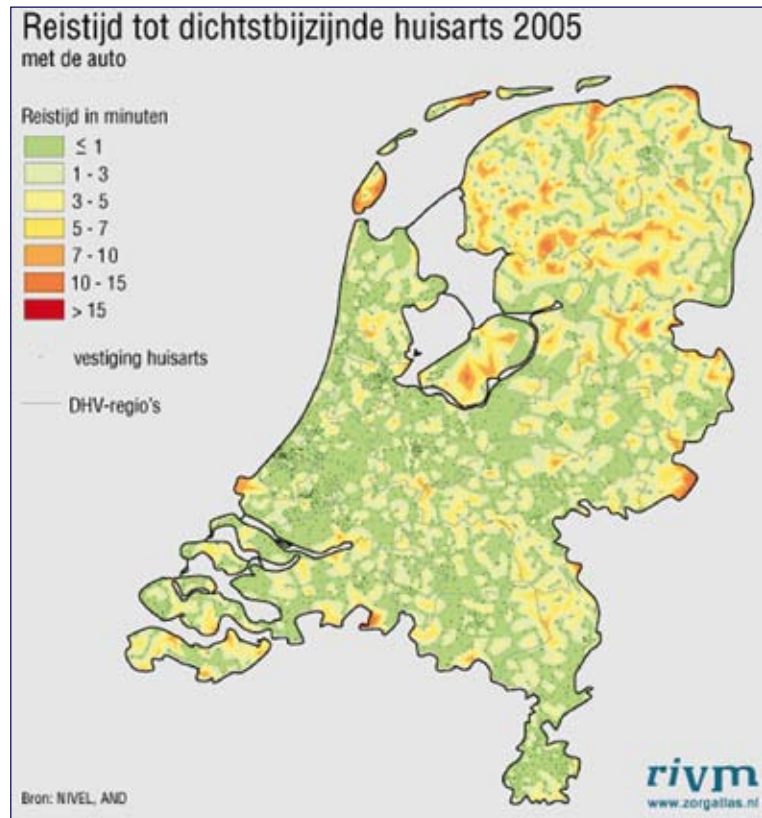 Reistijd tot dichtstbijzijnde huisarts 2005
met de auto
Reistijd in minuten
≤ 1
1 - 3
3 - 5
5 - 7
7 - 10
10 - 15
> 15
vestiging huisarts
DHV-regio's
Bron: NIVEL, AND
rivm
www.zorgatlas.nl